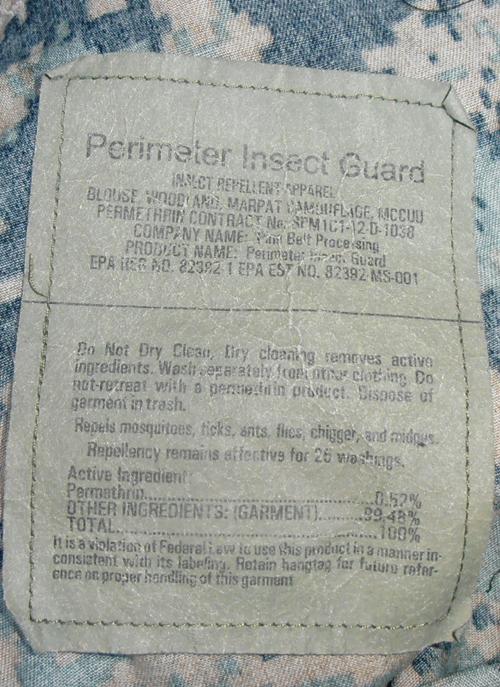 Perimeter Insect Guard
INSECT REPELLENT APPAREL
BLOUSE, WOODLAND, MARPAT CAMOUFLAGE, MCCUU
PERMETHRIN CONTRACT No. SPM1C1-12-D-1038
COMPANY NAME: Pine Belt Processing
PRODUCT NAME: Perimeter Insect Guard
EPA REG NO. 82392-1 EPA EST NO. 82392-MS-001
Do Not Dry Clean, Dry cleaning removes active
ingredients. Wash separately from other clothing. Do
not-retreat with a permethrin product. Dispose of
garment in trash.
Repels mosquitoes, ticks, ants, flies, chigger, and midges.
Repellency remains effective for 25 washings.
Active Ingredient:
Permethrin..................................................0.52%
OTHER INGREDIENTS: (GARMENT).......99.48%
TOTAL..................................................100%
It is a violation of Federal Law to use this product in a manner in-
consistent with its labeling. Retain hangtag for future refer-
ence on proper handling of this garment